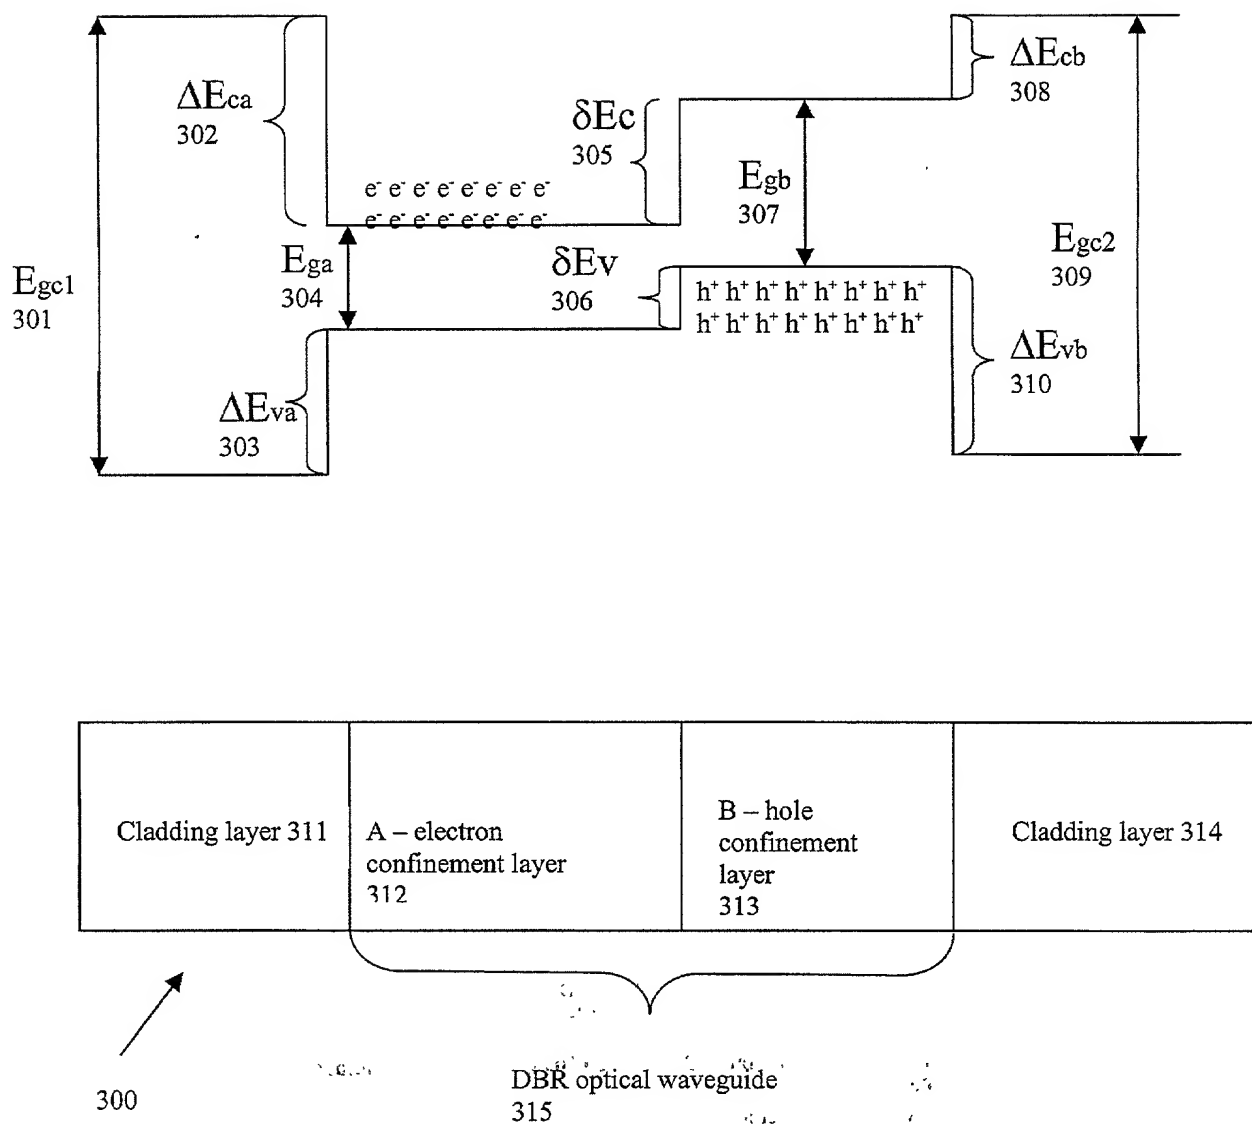 ΔEca
302
δEc
305
ΔEcb
308
Egb
307
e- e- e- e- e- e- e- e-
e- e- e- e- e- e- e- e-
Egc1
301
Ega
304
δEv
306
h+ h+ h+ h+ h+ h+ h+ h+
h+ h+ h+ h+ h+ h+ h+ h+
Egc2
309
ΔEva
303
ΔEvb
310
Cladding layer 311
A – electron
confinement layer
312
B – hole
confinement
layer
313
Cladding layer 314
300
DBR optical waveguide
315